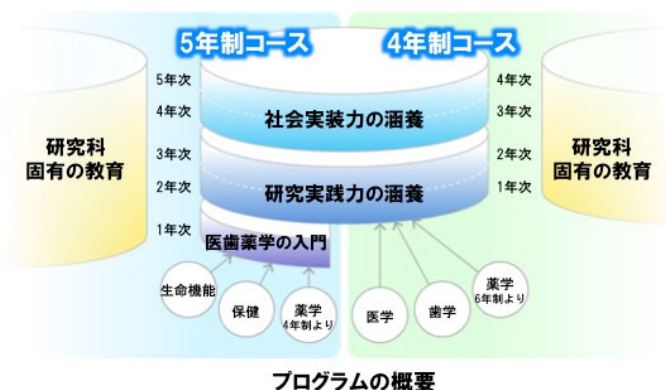 5年制コース
4年制コース
5年次
4年次
3年次
2年次
1年次
4年次
3年次
2年次
1年次
研究科
固有の教育
社会実装力の涵養
研究実践力の涵養
医歯薬学の入門
研究科
固有の教育
生命機能
保健
薬学
4年制より
医学
歯学
薬学
6年制より
プログラムの概要